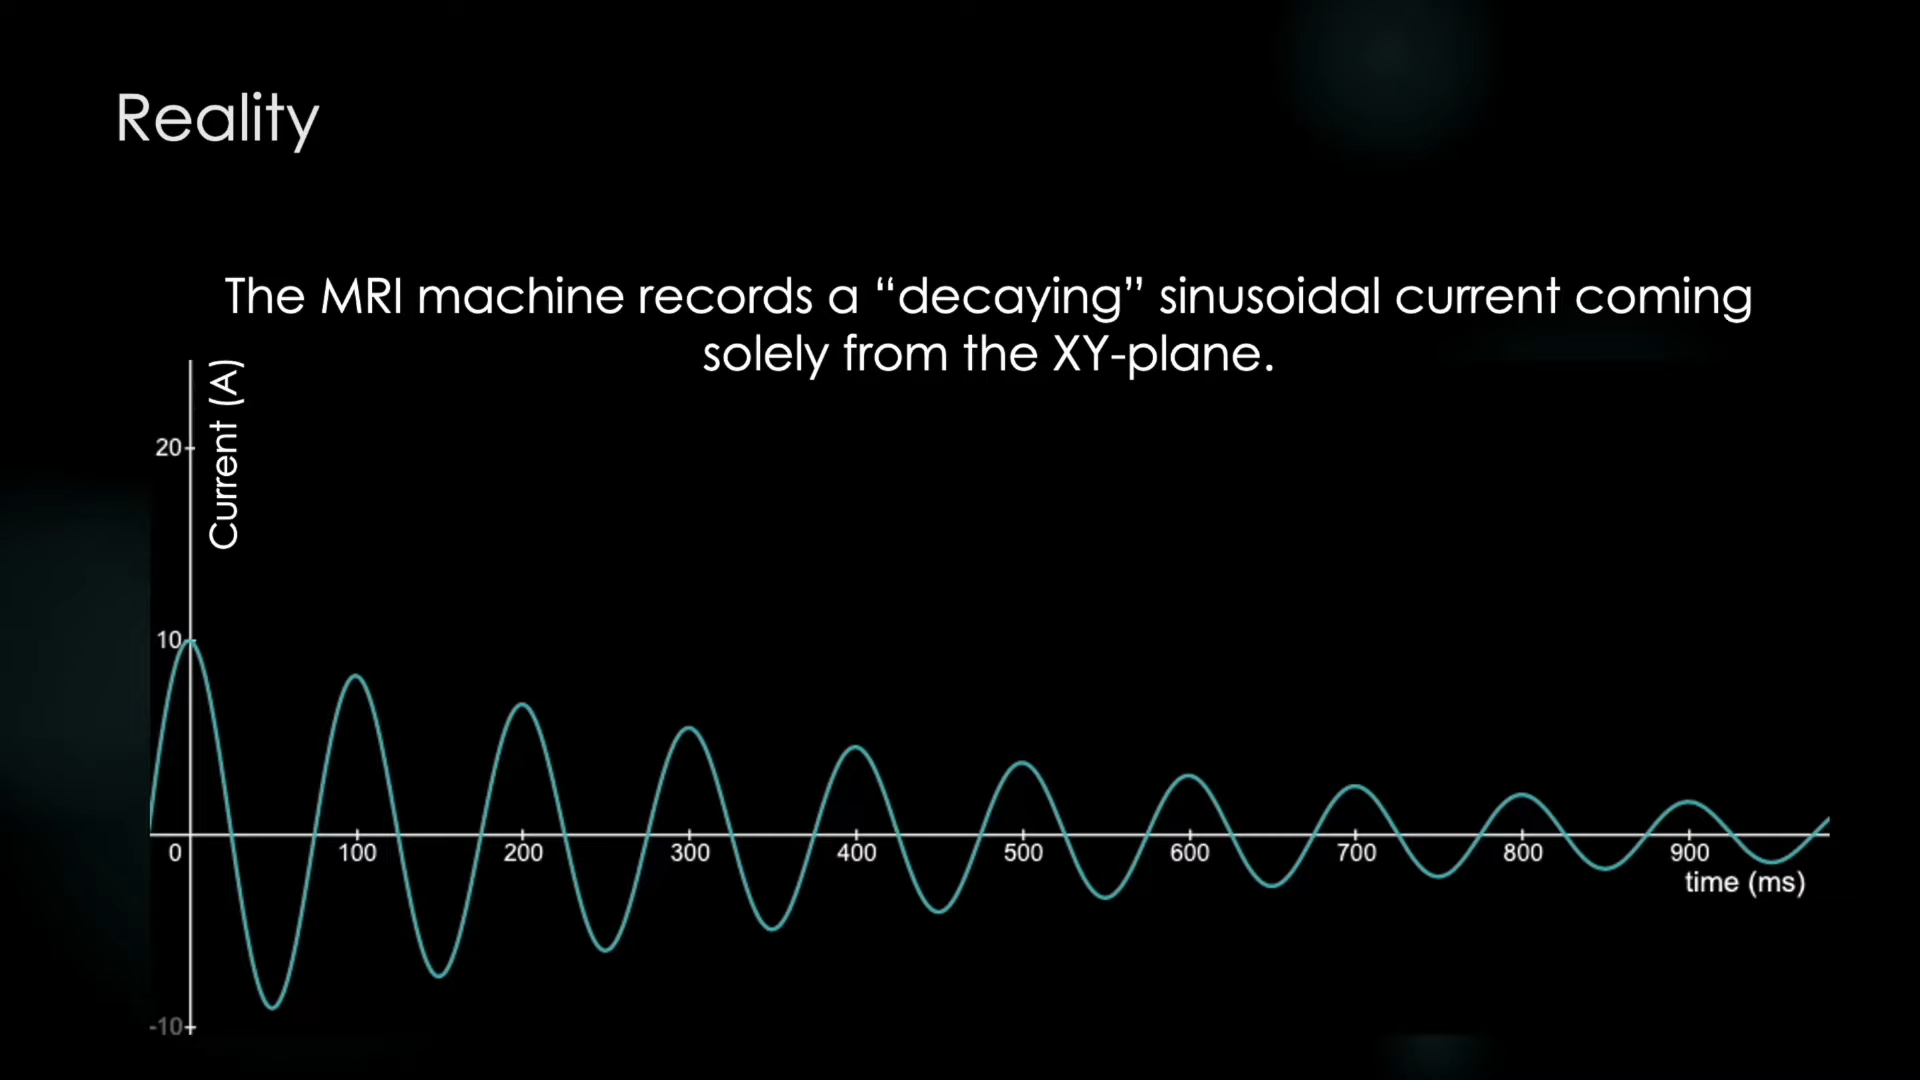 Reality
The MRI machine records a “decaying” sinusoidal current coming
solely from the XY-plane.
Current (A)
20
10
0
100
200
300
400
500
600
700
800
900
time (ms)
-10